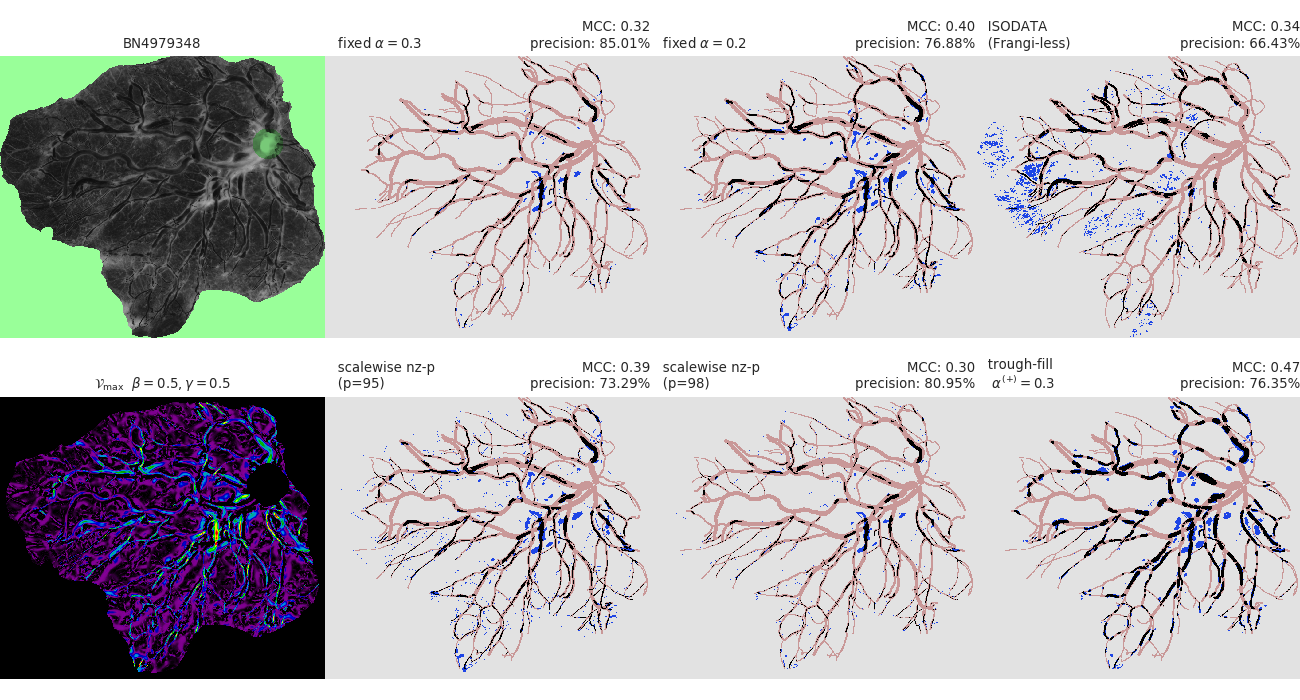 BN4979348
fixed α = 0.3
MCC: 0.32
precision: 85.01%
fixed α = 0.2
MCC: 0.40
precision: 76.88%
ISODATA
(Frangi-less)
MCC: 0.34
precision: 66.43%
𝒱max β = 0.5, γ = 0.5
scalewise nz-p
(p=95)
MCC: 0.39
precision: 73.29%
scalewise nz-p
(p=98)
MCC: 0.30
precision: 80.95%
trough-fill
α(+) = 0.3
MCC: 0.47
precision: 76.35%